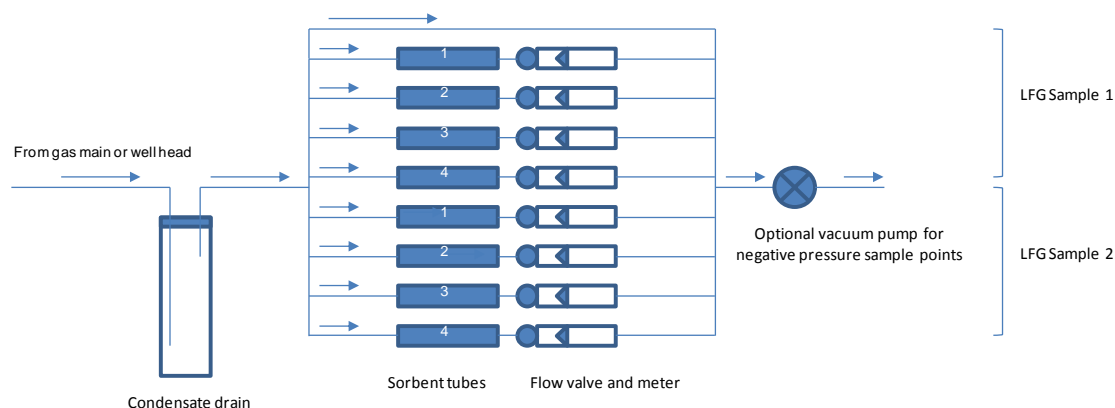 From gas main or well head
Condensate drain
1
2
3
4
1
2
3
4
Sorbent tubes
Flow valve and meter
Optional vacuum pump for
negative pressure sample points
LFG Sample 1
LFG Sample 2